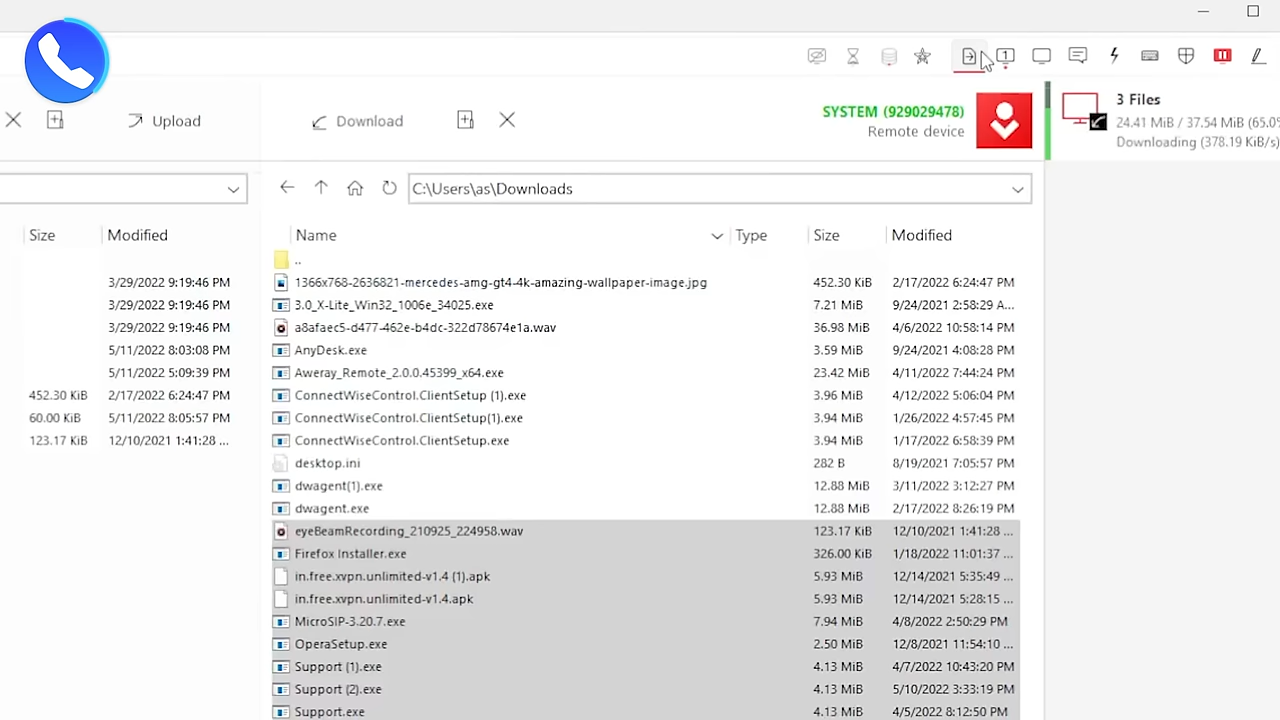 1
Upload
Download
SYSTEM (929029478)
Remote device
3 Files
24.41 MiB / 37.54 MiB (65.0%
Downloading (378.19 KiB/s)
C:\Users\as\Downloads
Size Modified
Name Type Size Modified
..
3/29/2022 9:19:46 PM 1366x768-2636821-mercedes-amg-gt4-4k-amazing-wallpaper-image.jpg 452.30 KiB 2/17/2022 6:24:47 PM
3/29/2022 9:19:46 PM 3.0_X-Lite_Win32_1006e_34025.exe 7.21 MiB 9/24/2021 2:58:29 A...
3/29/2022 9:19:46 PM a8afaec5-d477-462e-b4dc-322d78674e1a.wav 36.98 MiB 4/6/2022 10:58:14 PM
5/11/2022 8:03:08 PM AnyDesk.exe 3.59 MiB 9/24/2021 4:08:28 PM
5/11/2022 5:09:39 PM Aweray_Remote_2.0.0.45399_x64.exe 23.42 MiB 4/11/2022 7:44:24 PM
452.30 KiB 2/17/2022 6:24:47 PM ConnectWiseControl.ClientSetup (1).exe 3.96 MiB 4/12/2022 5:06:04 PM
60.00 KiB 5/11/2022 8:05:57 PM ConnectWiseControl.ClientSetup(1).exe 3.94 MiB 1/26/2022 4:57:45 PM
123.17 KiB 12/10/2021 1:41:28 ... ConnectWiseControl.ClientSetup.exe 3.94 MiB 1/17/2022 6:58:39 PM
desktop.ini 282 B 8/19/2021 7:05:57 PM
dwagent(1).exe 12.88 MiB 3/11/2022 3:12:27 PM
dwagent.exe 12.88 MiB 2/17/2022 8:26:19 PM
eyeBeamRecording_210925_224958.wav 123.17 KiB 12/10/2021 1:41:28 ...
Firefox Installer.exe 326.00 KiB 1/18/2022 11:01:37 ...
in.free.xvpn.unlimited-v1.4 (1).apk 5.93 MiB 12/14/2021 5:35:49 ...
in.free.xvpn.unlimited-v1.4.apk 5.93 MiB 12/14/2021 5:28:15 ...
MicroSIP-3.20.7.exe 7.94 MiB 4/8/2022 2:50:29 PM
OperaSetup.exe 2.50 MiB 12/8/2021 11:54:10 ...
Support (1).exe 4.13 MiB 4/7/2022 10:43:20 PM
Support (2).exe 4.13 MiB 5/10/2022 3:33:19 PM
Support.exe 4.13 MiB 4/5/2022 8:12:50 PM